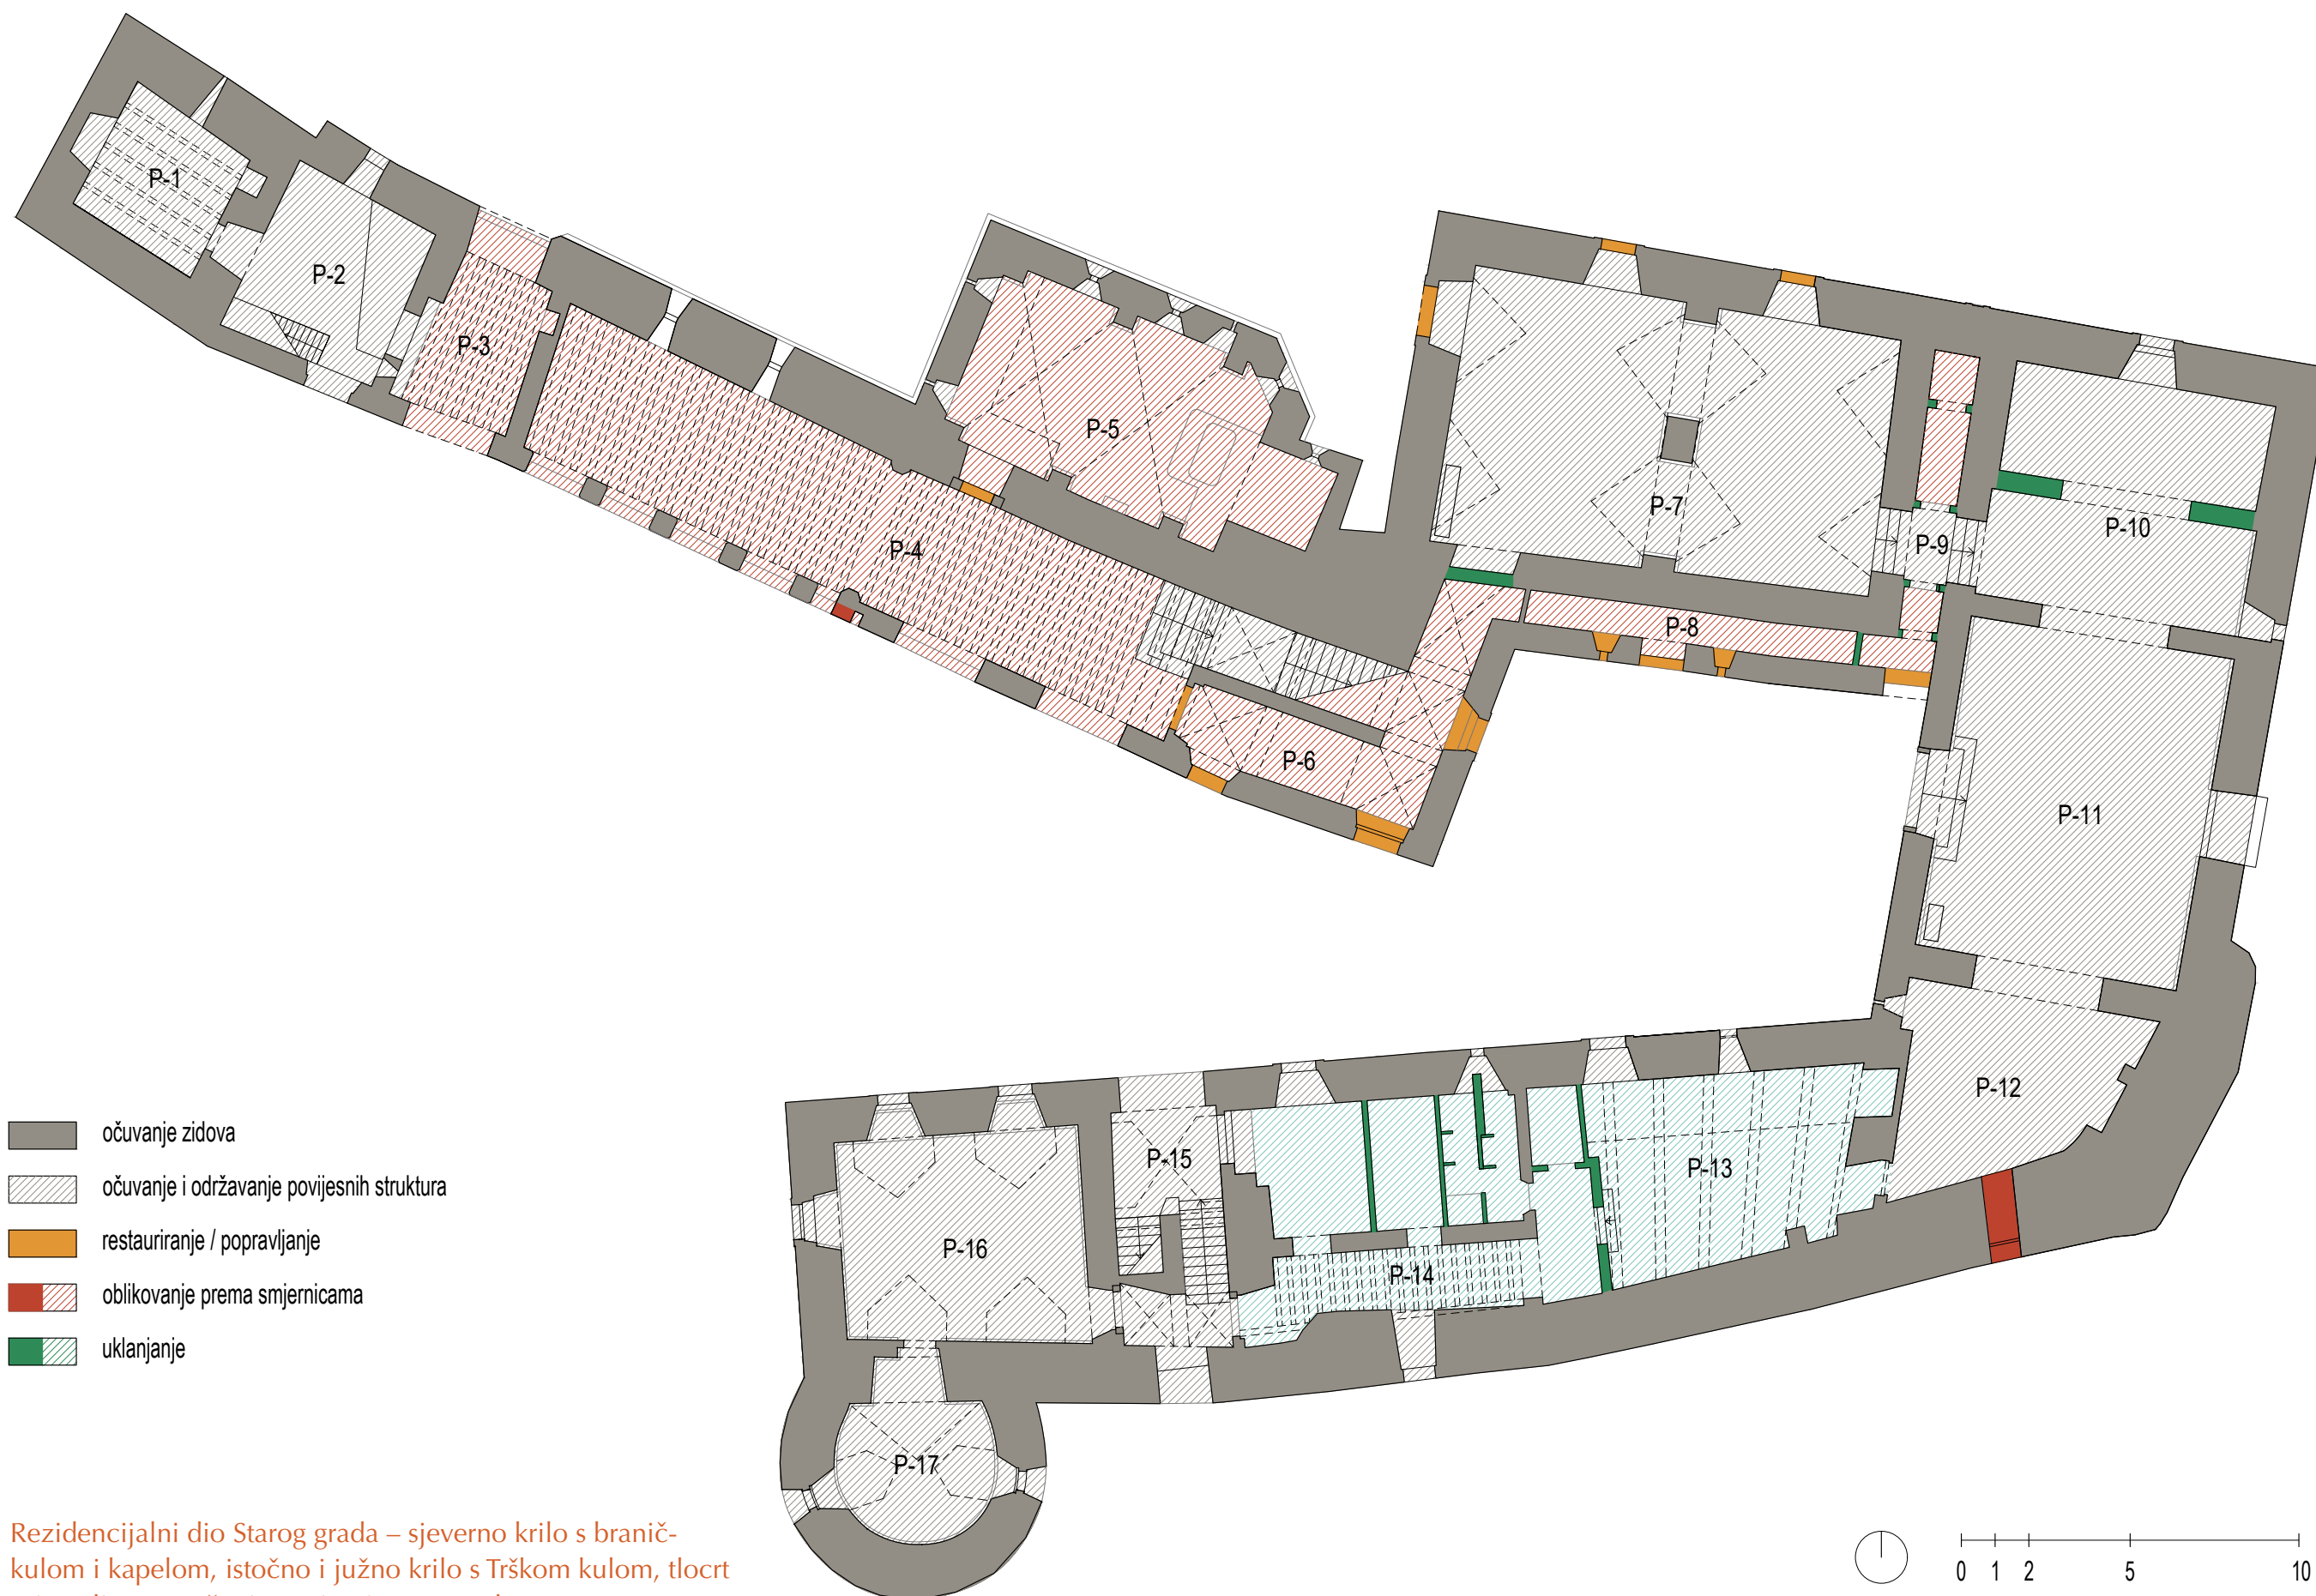 P-1
P-2
P-3
P-4
P-5
P-6
P-7
P-8
P-9
P-10
P-11
P-12
P-13
P-14
P-15
P-16
P-17
očuvanje zidova
očuvanje i održavanje povijesnih struktura
restauriranje / popravljanje
oblikovanje prema smjernicama
uklanjanje
Rezidencijalni dio Starog grada – sjeverno krilo s branič-
kulom i kapelom, istočno i južno krilo s Trškom kulom, tlocrt
0 1 2 5 10